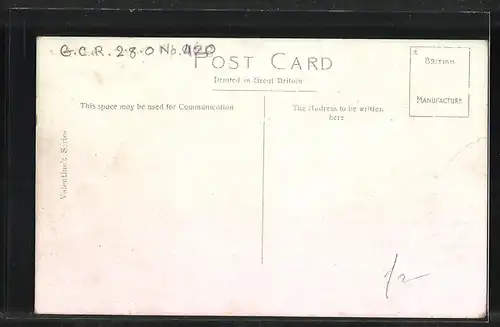 G.C.R. 2-8-0 No. 420
POST CARD
Printed in Great Britain
BRITISH
MANUFACTURE
This space may be used for Communication
The Address to be written
here
Valentine's Series
1/2